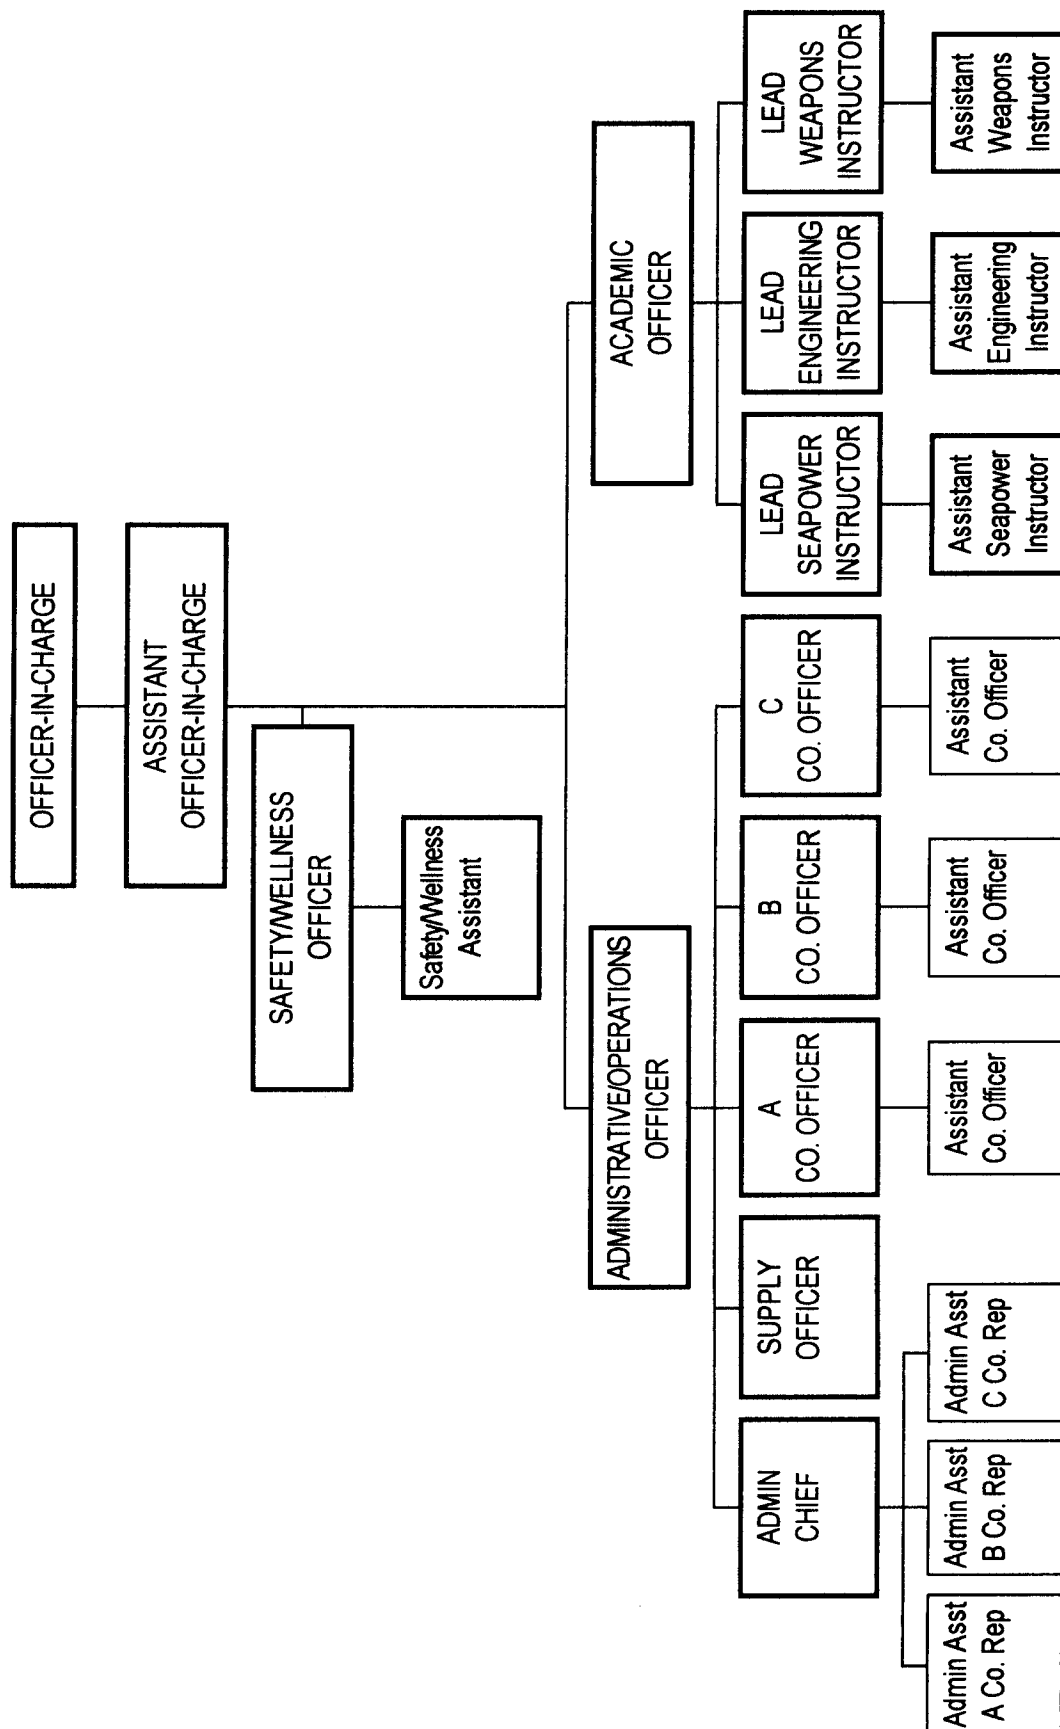 OFFICER-IN-CHARGE
ASSISTANT
OFFICER-IN-CHARGE
SAFETY/WELLNESS
OFFICER
Safety/Wellness
Assistant
ADMINISTRATIVE/OPERATIONS
OFFICER
ACADEMIC
OFFICER
ADMIN
CHIEF
SUPPLY
OFFICER
A
CO. OFFICER
B
CO. OFFICER
C
CO. OFFICER
LEAD
SEAPOWER
INSTRUCTOR
LEAD
ENGINEERING
INSTRUCTOR
LEAD
WEAPONS
INSTRUCTOR
Admin Asst
A Co. Rep
Admin Asst
B Co. Rep
Admin Asst
C Co. Rep
Assistant
Co. Officer
Assistant
Co. Officer
Assistant
Co. Officer
Assistant
Seapower
Instructor
Assistant
Engineering
Instructor
Assistant
Weapons
Instructor